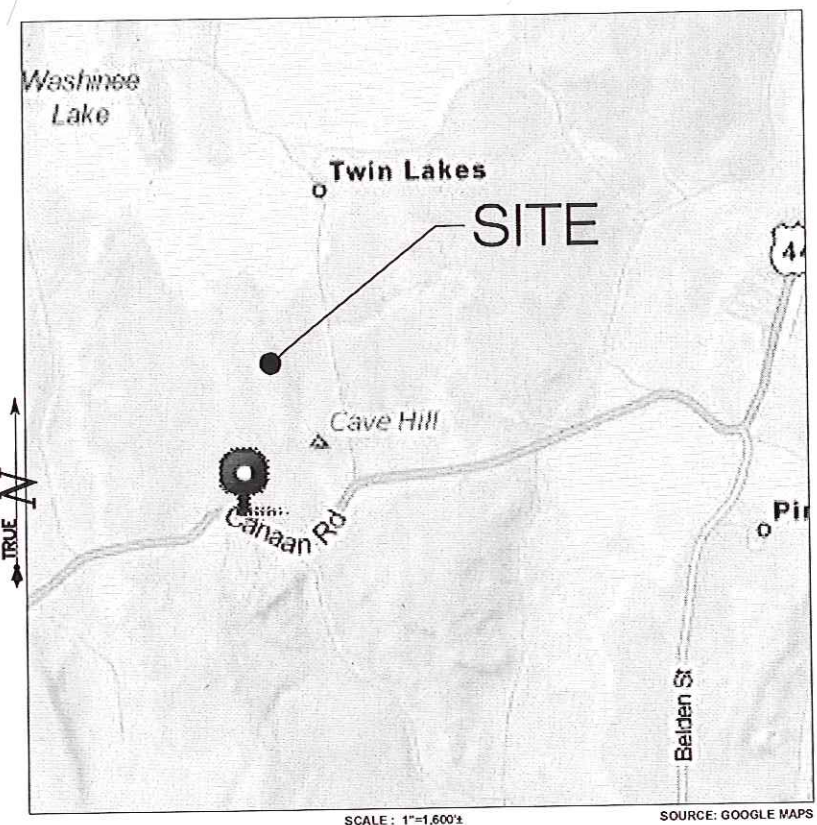 Washinee
Lake
Twin Lakes
SITE
44
Cave Hill
Canaan Rd
Pin
TRUE
N
Belden St
SCALE : 1"=1,600'±
SOURCE: GOOGLE MAPS